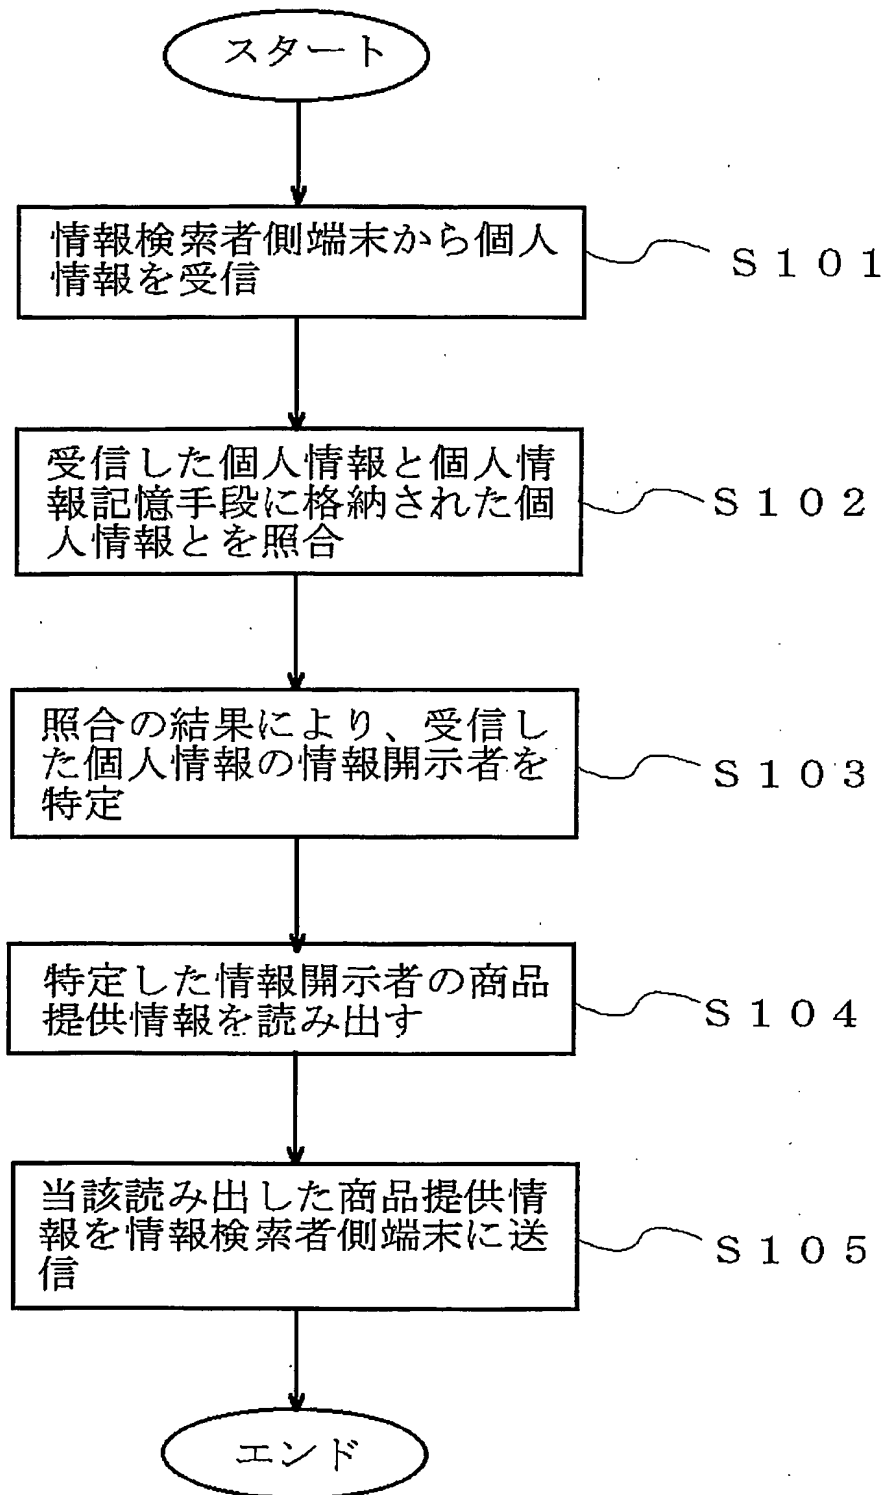 スタート
情報検索者側端末から個人
情報を受信
S101
受信した個人情報と個人情
報記憶手段に格納された個
人情報とを照合
S102
照合の結果により、受信し
た個人情報の情報開示者を
特定
S103
特定した情報開示者の商品
提供情報を読み出す
S104
当該読み出した商品提供情
報を情報検索者側端末に送
信
S105
エンド